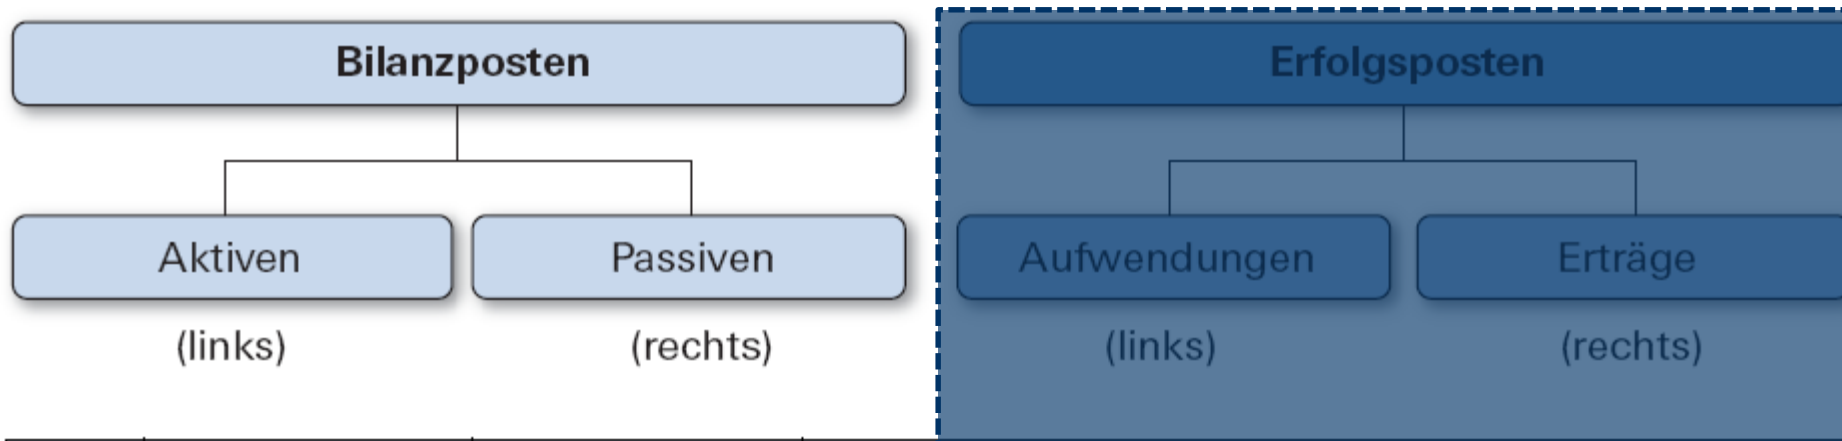 Bilanzposten
Erfolgsposten
Aktiven
Passiven
Aufwendungen
Erträge
(links)
(rechts)
(links)
(rechts)